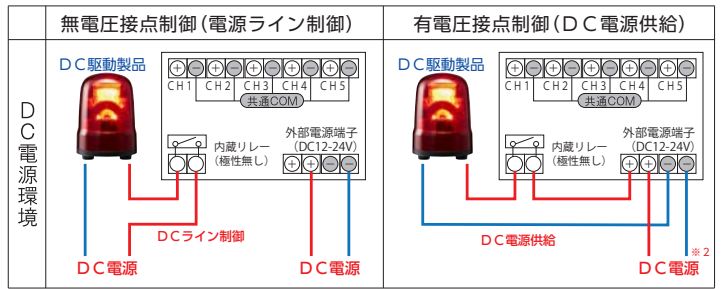 無電圧接点制御(電源ライン制御)
有電圧接点制御(DC電源供給)
DC電源環境
DC駆動製品
+ − + − + − + − + −
CH1 CH2 CH3 CH4 CH5
共通COM
内蔵リレー
(極性無し)
外部電源端子
(DC12-24V)
+ + − −
DCライン制御
DC電源
DC電源
DC駆動製品
+ − + − + − + − + −
CH1 CH2 CH3 CH4 CH5
共通COM
内蔵リレー
(極性無し)
外部電源端子
(DC12-24V)
+ + − −
DC電源供給
※2
DC電源